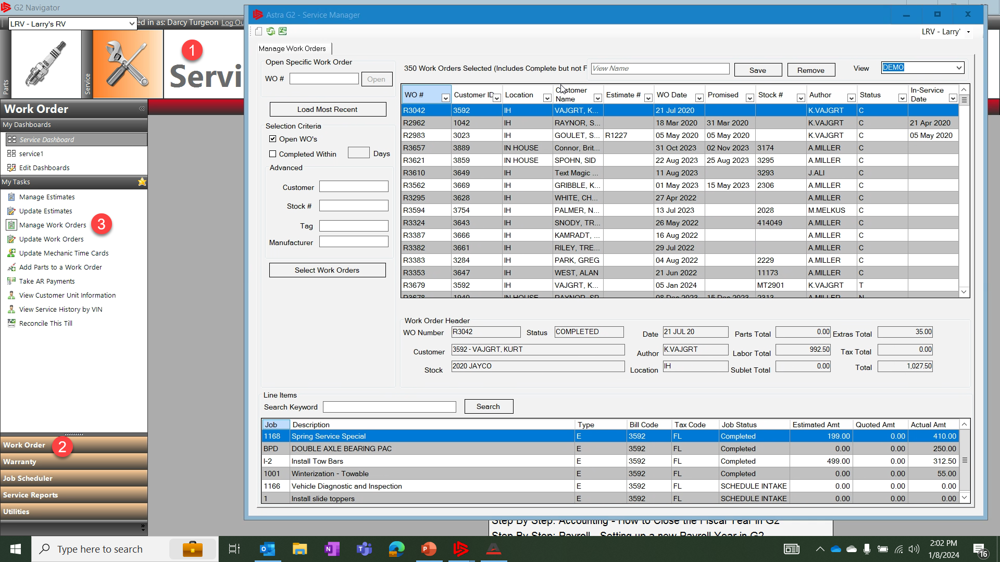 G2 Navigator
LRV - Larry's RV
ed in as: Darcy Turgeon Log Ou
Parts
Service
1
Servi
Work Order
My Dashboards
Service Dashboard
service1
Edit Dashboards
My Tasks
Manage Estimates
Update Estimates
Manage Work Orders
3
Update Work Orders
Update Mechanic Time Cards
Add Parts to a Work Order
Take AR Payments
View Customer Unit Information
View Service History by VIN
Reconcile This Till
Work Order
2
Warranty
Job Scheduler
Service Reports
Utilities
Astra G2 - Service Manager
LRV - Larry'
Manage Work Orders
Open Specific Work Order
WO #
Open
Load Most Recent
Selection Criteria
Open WO's
Completed Within Days
Advanced
Customer
Stock #
Tag
Manufacturer
Select Work Orders
350 Work Orders Selected (Includes Complete but not F
View Name
Save
Remove
View
DEMO
WO # Customer ID Location Customer Name Estimate # WO Date Promised Stock # Author Status In-Service Date
R3042 3592 IH VAJGRT, K... 21 Jul 2020 K.VAJGRT C
R2962 1042 IH RAYNOR, S... 18 Mar 2020 31 Mar 2020 K.VAJGRT C 21 Apr 2020
R2983 3023 IH GOULET, S... R1227 05 May 2020 05 May 2020 K.VAJGRT C 05 May 2020
R3657 3889 IN HOUSE Connor, Brit... 31 Oct 2023 02 Nov 2023 3174 A.MILLER C
R3621 3859 IN HOUSE SPOHN, SID 22 Aug 2023 25 Aug 2023 3295 A.MILLER C
R3610 3649 IH Text Magic ... 11 Aug 2023 3293 J.ALI C
R3562 3669 IH GRIBBLE, K... 01 May 2023 15 May 2023 2306 A.MILLER C
R3295 3628 IH WHITE, CH... 27 Apr 2022 A.MILLER C
R3594 3754 IH PALMER, N... 13 Jul 2023 2028 M.MELKUS C
R3324 3643 IH SNODY, TR... 26 May 2022 414049 A.MILLER C
R3387 3666 IH KAMRADT, ... 16 Aug 2022 A.MILLER C
R3382 3661 IH RILEY, TRE... 29 Jul 2022 A.MILLER C
R3383 3284 IH PARK, GREG 04 Aug 2022 2229 A.MILLER C
R3353 3647 IH WEST, ALAN 21 Jun 2022 11173 A.MILLER C
R3679 3592 IH VAJGRT, K... 05 Jan 2024 MT2901 K.VAJGRT T
R3678 1940 IN HOUSE RAYNOR, SP 08 Dec 2023 15 Dec 2023 2313 A.MILLER N
Work Order Header
WO Number R3042 Status COMPLETED Date 21 JUL 20 Parts Total 0.00 Extras Total 35.00
Customer 3592 - VAJGRT, KURT Author K.VAJGRT Labor Total 992.50 Tax Total 0.00
Stock 2020 JAYCO Location IH Sublet Total 0.00 Total 1,027.50
Line Items
Search Keyword
Search
Job Description Type Bill Code Tax Code Job Status Estimated Amt Quoted Amt Actual Amt
1168 Spring Service Special E 3592 FL Completed 199.00 0.00 410.00
BPD DOUBLE AXLE BEARING PAC E 3592 FL Completed 0.00 0.00 250.00
I-2 Install Tow Bars E 3592 FL Completed 499.00 0.00 312.50
1001 Winterization - Towable E 3592 FL Completed 0.00 0.00 55.00
1166 Vehicle Diagnostic and Inspection E 3592 FL SCHEDULE INTAKE 0.00 0.00 0.00
1 Install slide toppers E 3592 FL SCHEDULE INTAKE 0.00 0.00 0.00
Step By Step: Accounting - How to Close the Fiscal Year in G2
Step By Step: Payroll - Setting up a new Payroll Year in G2
Type here to search
2:02 PM
1/8/2024
16